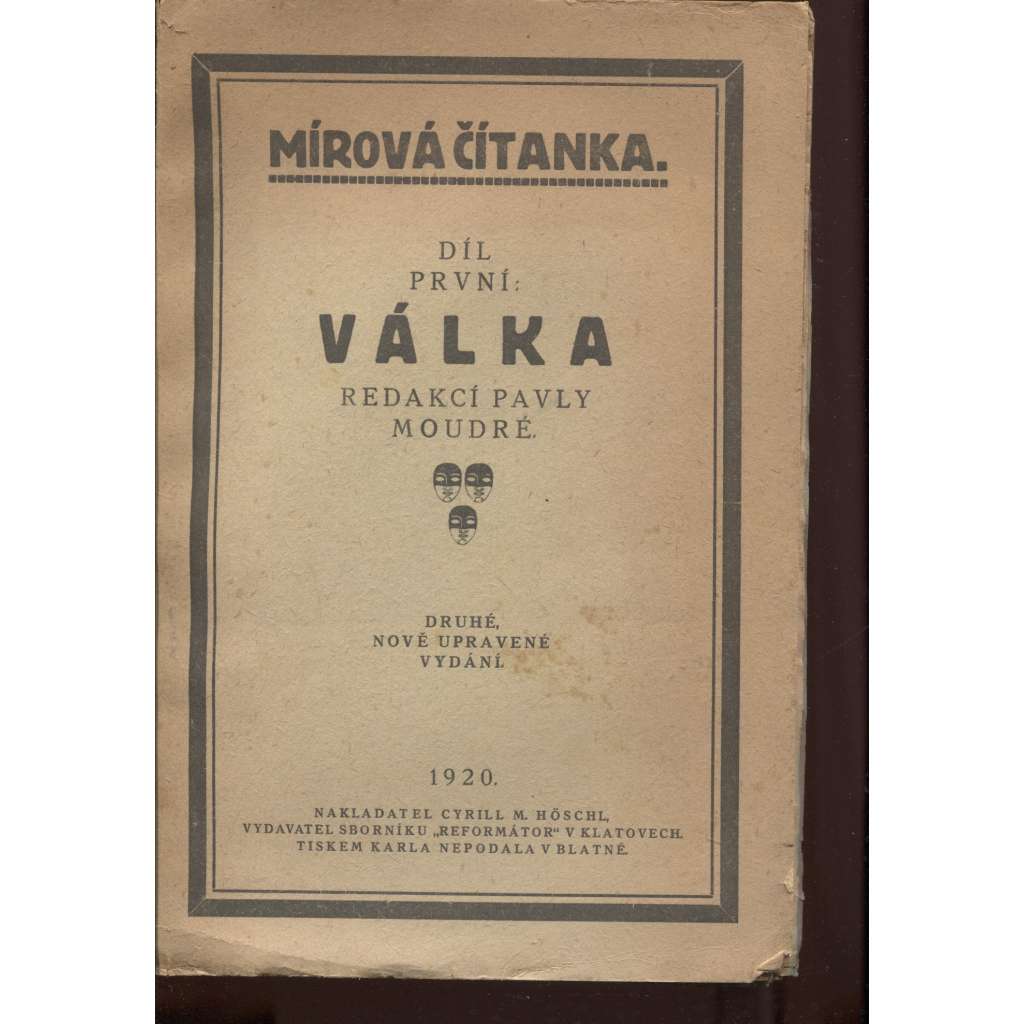 MÍROVÁ ČÍTANKA.
DÍL
PRVNÍ:
VÁLKA
REDAKCÍ PAVLY
MOUDRÉ.
DRUHÉ,
NOVĚ UPRAVENÉ
VYDÁNÍ.
1920.
NAKLADATEL CYRILL M. HÖSCHL,
VYDAVATEL SBORNÍKU „REFORMÁTOR“ V KLATOVECH.
TISKEM KARLA NEPODALA V BLATNÉ.